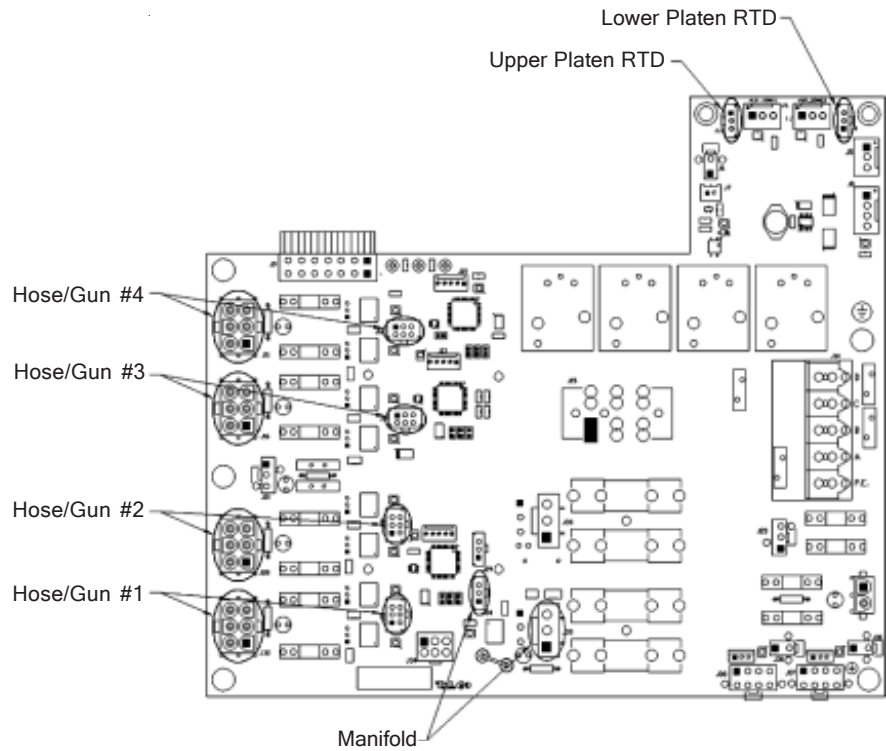 Lower Platen RTD
Upper Platen RTD
Hose/Gun #4
Hose/Gun #3
Hose/Gun #2
Hose/Gun #1
D
C
B
A
P.E.
Manifold